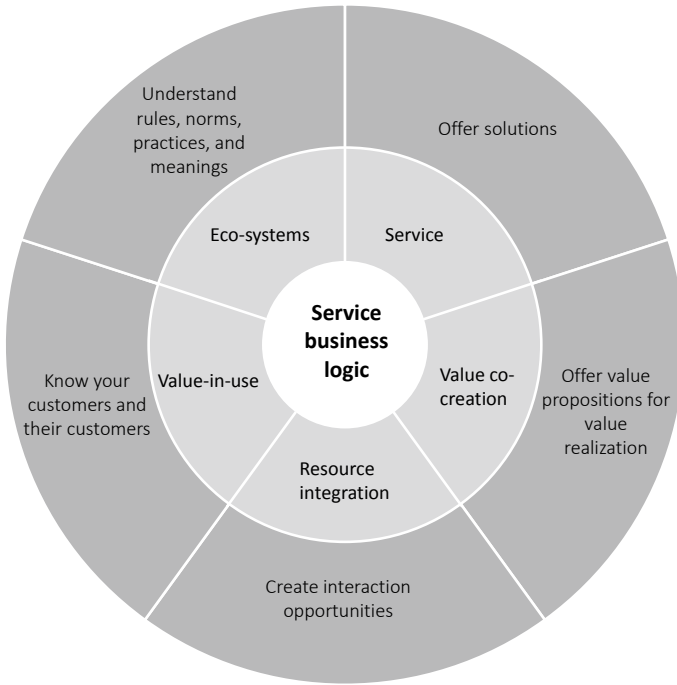 Understand
rules, norms,
practices, and
meanings
Offer solutions
Eco-systems
Service
Service
business
logic
Value-in-use
Value co-
creation
Know your
customers and
their customers
Offer value
propositions for
value
realization
Resource
integration
Create interaction
opportunities